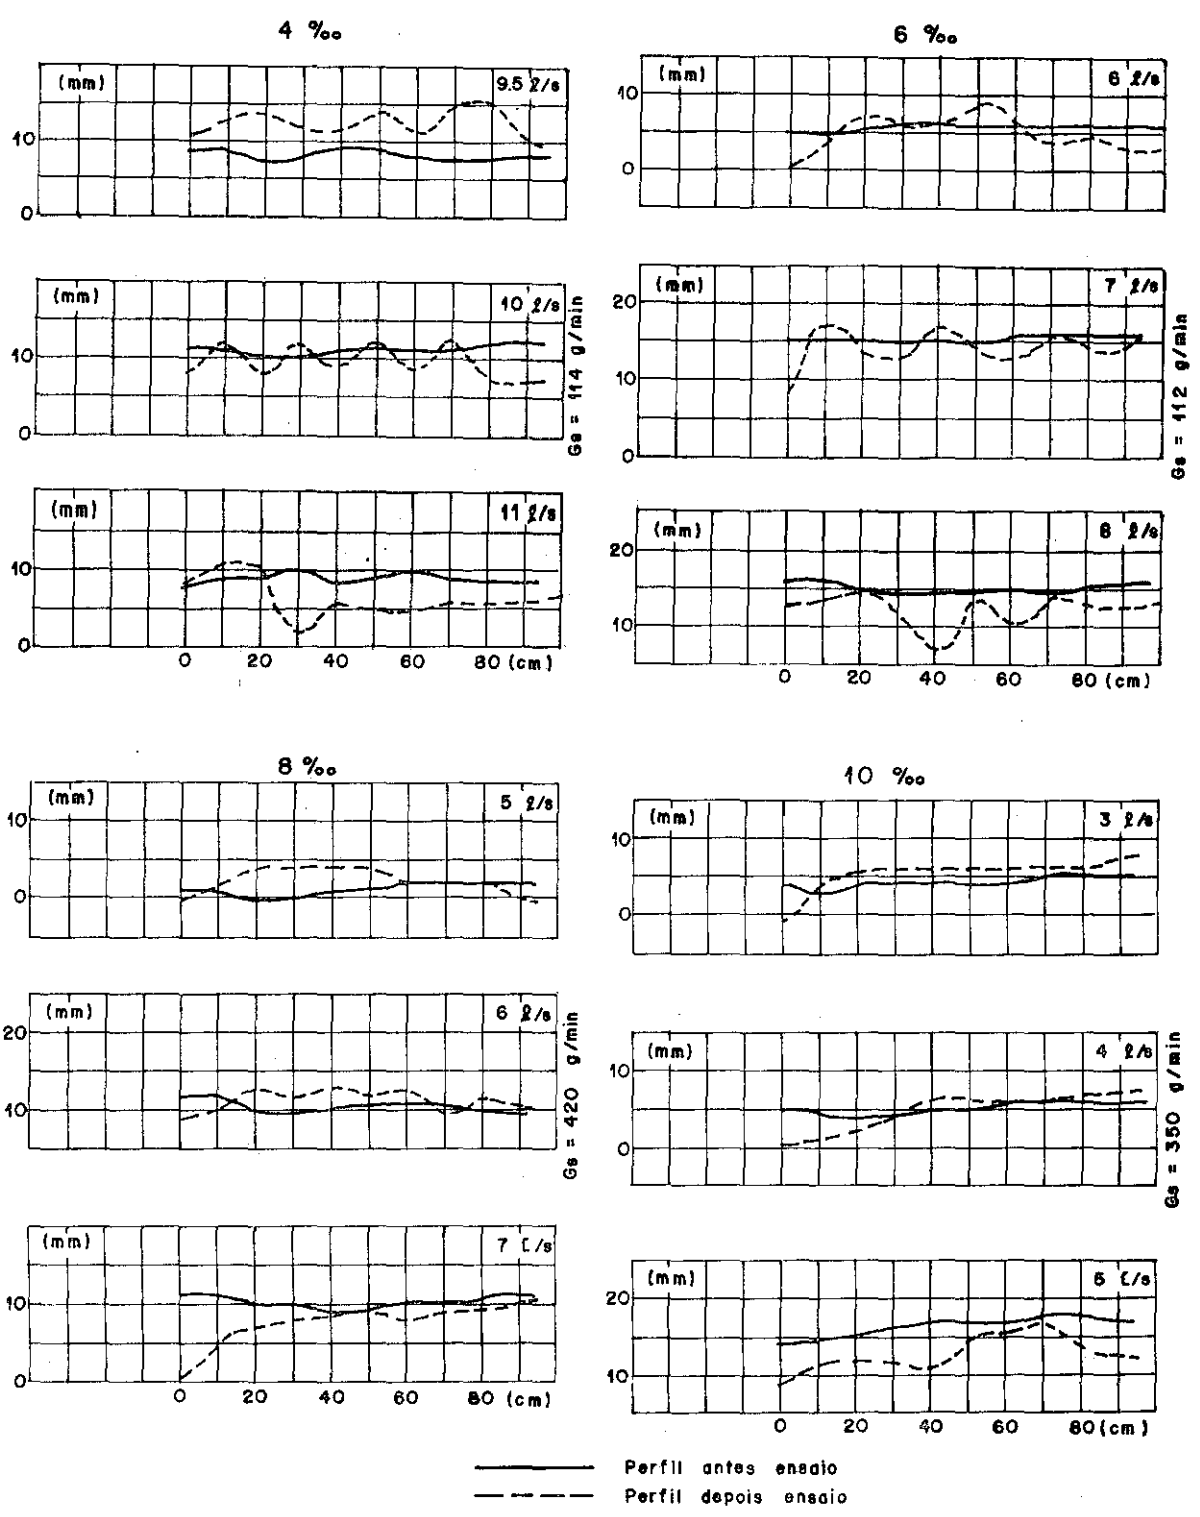 4 ‰
(mm)
9.5 ℓ/s
10
0
(mm)
10 ℓ/s
10
0
Gs = 114 g/min
(mm)
11 ℓ/s
10
0
0 20 40 60 80 (cm)
6 ‰
(mm)
6 ℓ/s
10
0
(mm)
7 ℓ/s
20
10
0
Gs = 112 g/min
(mm)
8 ℓ/s
20
10
0 20 40 60 80 (cm)
8 ‰
(mm)
5 ℓ/s
10
0
(mm)
6 ℓ/s
20
10
Gs = 420 g/min
(mm)
7 ℓ/s
10
0
0 20 40 60 80 (cm)
10 ‰
(mm)
3 ℓ/s
10
0
(mm)
4 ℓ/s
10
0
Gs = 350 g/min
(mm)
5 ℓ/s
20
10
0 20 40 60 80 (cm)
Perfil antes ensaio
Perfil depois ensaio